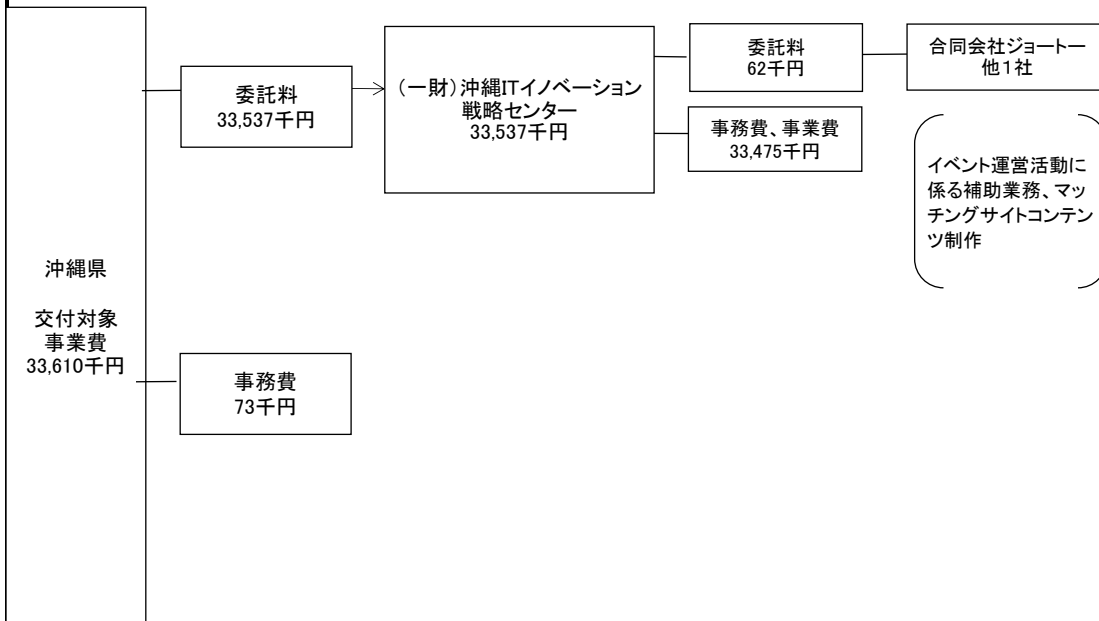 沖縄県
交付対象
事業費
33,610千円
委託料
33,537千円
(一財)沖縄ITイノベーション
戦略センター
33,537千円
委託料
62千円
合同会社ジョートー
他１社
事務費、事業費
33,475千円
イベント運営活動に
係る補助業務、マッ
チングサイトコンテン
ツ制作
事務費
73千円